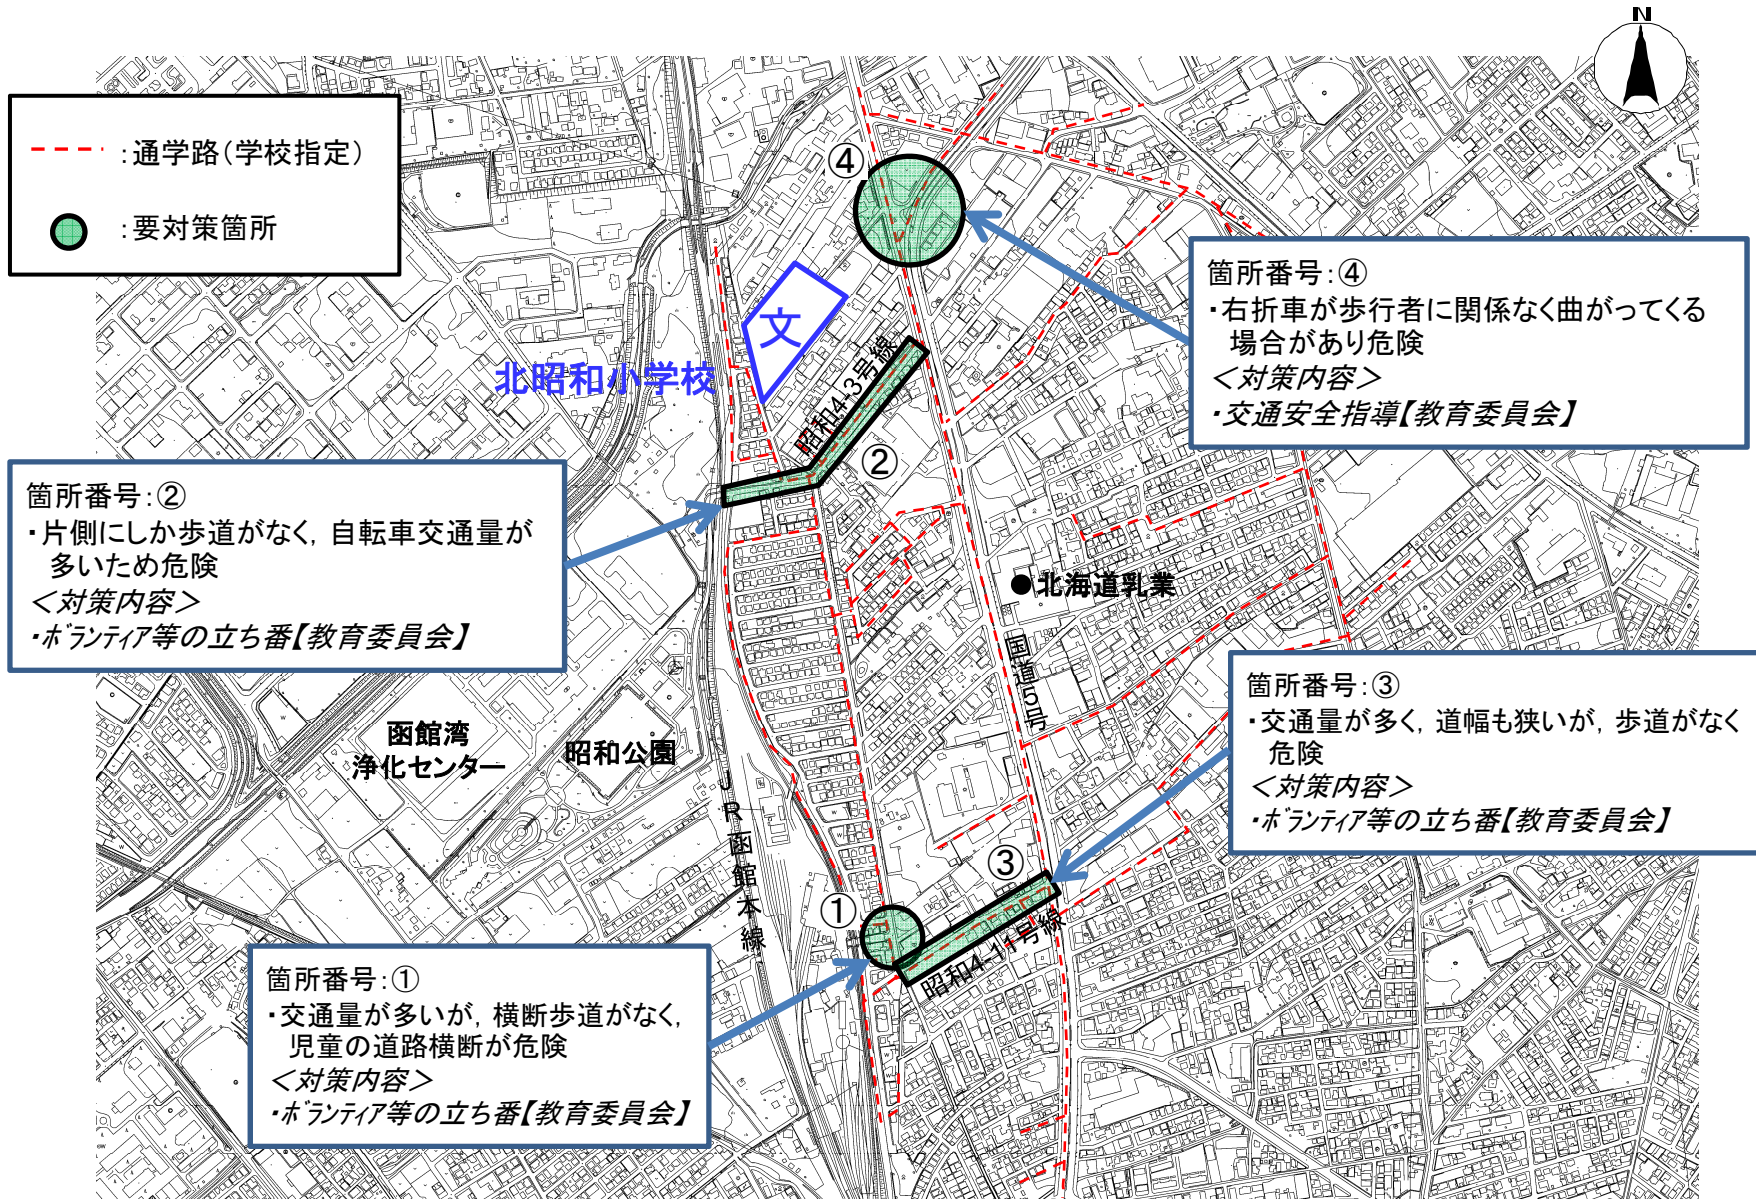 N
:通学路(学校指定)
:要対策箇所
④
箇所番号:④
・右折車が歩行者に関係なく曲がってくる
場合があり危険
＜対策内容＞
・交通安全指導【教育委員会】
文
北昭和小学校
昭和4-3号線
②
箇所番号:②
・片側にしか歩道がなく，自転車交通量が
多いため危険
＜対策内容＞
・ボランティア等の立ち番【教育委員会】
●北海道乳業
国道5号
箇所番号:③
・交通量が多く，道幅も狭いが，歩道がなく
危険
＜対策内容＞
・ボランティア等の立ち番【教育委員会】
函館湾
浄化センター
昭和公園
JR函館本線
③
①
昭和4-11号線
箇所番号:①
・交通量が多いが，横断歩道がなく，
児童の道路横断が危険
＜対策内容＞
・ボランティア等の立ち番【教育委員会】